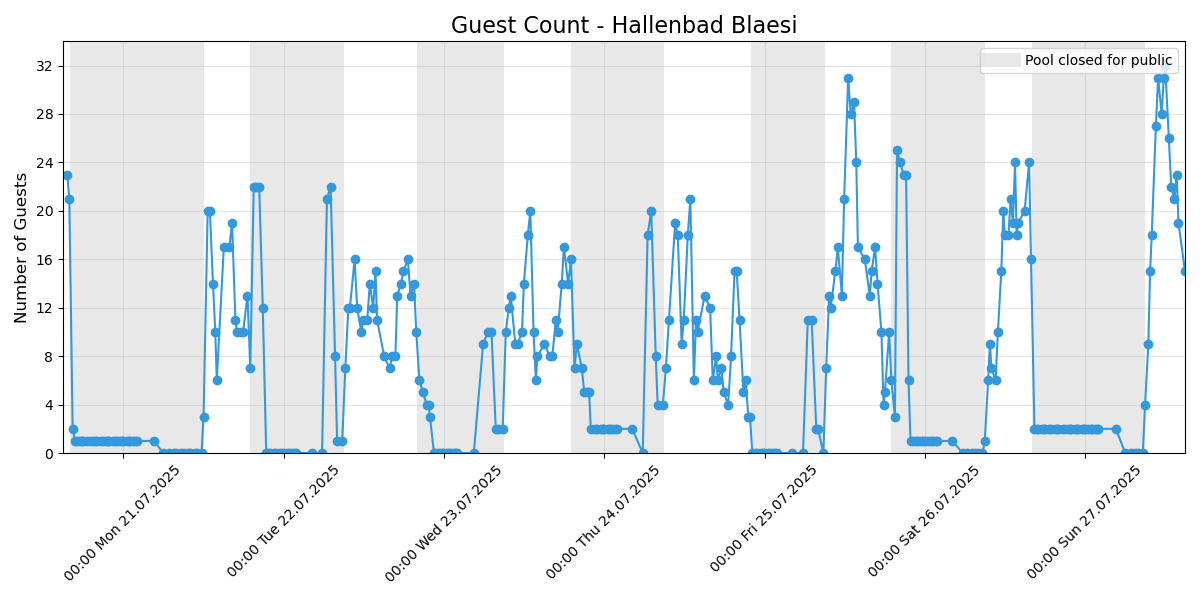 Guest Count - Hallenbad Blaesi
Pool closed for public
Number of Guests
32
28
24
20
16
12
8
4
0
00:00 Mon 21.07.2025
00:00 Tue 22.07.2025
00:00 Wed 23.07.2025
00:00 Thu 24.07.2025
00:00 Fri 25.07.2025
00:00 Sat 26.07.2025
00:00 Sun 27.07.2025